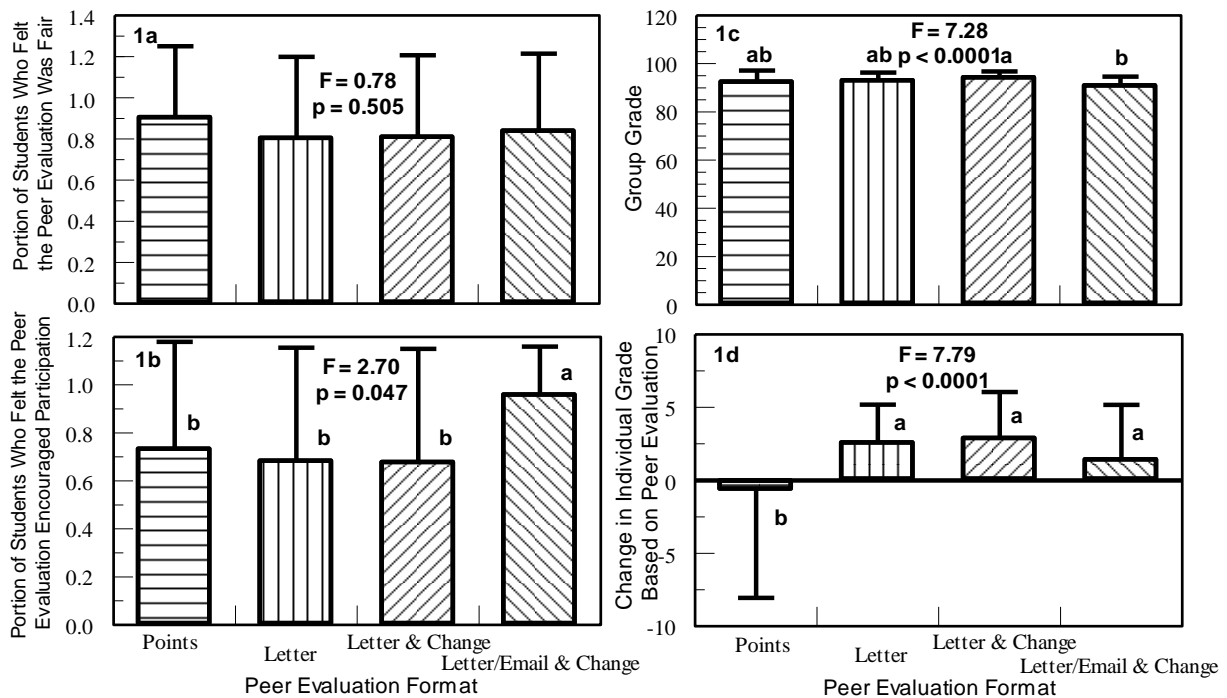 Portion of Students Who Felt
the Peer Evaluation Was Fair
1.4
1.2
1.0
0.8
0.6
0.4
0.2
0.0
1a
F = 0.78
p = 0.505
Group Grade
120
100
80
60
40
20
0
1c
F = 7.28
p < 0.0001
ab
ab
a
b
Portion of Students Who Felt the Peer
Evaluation Encouraged Participation
1.2
1.0
0.8
0.6
0.4
0.2
0.0
1b
F = 2.70
p = 0.047
b
b
b
a
Points
Letter
Letter & Change
Letter/Email & Change
Peer Evaluation Format
Change in Individual Grade
Based on Peer Evaluation
10
5
0
-5
-10
1d
F = 7.79
p < 0.0001
b
a
a
a
Points
Letter
Letter & Change
Letter/Email & Change
Peer Evaluation Format